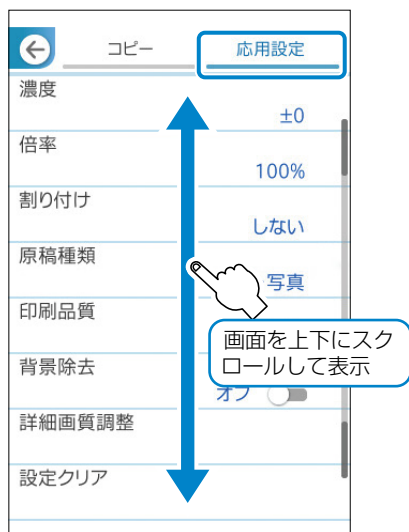 コピー
応用設定
濃度
±0
倍率
100%
割り付け
しない
原稿種類
写真
印刷品質
画面を上下にスク
ロールして表示
背景除去
オフ
詳細画質調整
設定クリア